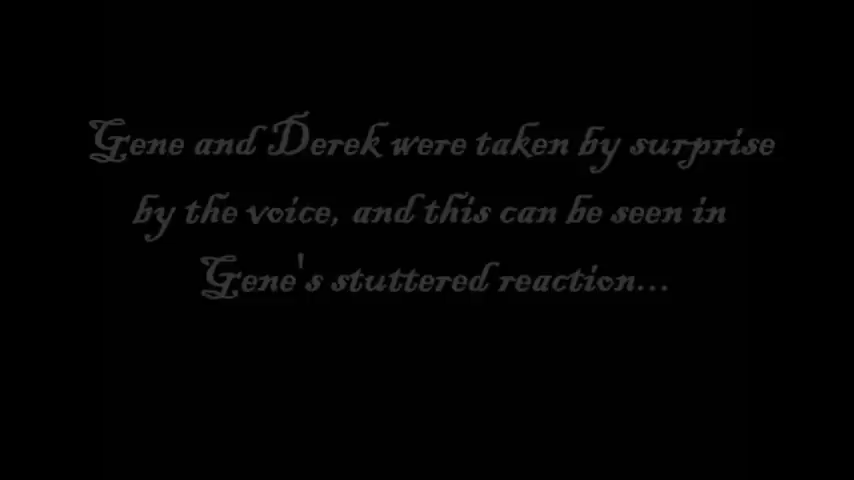 Gene and Derek were taken by surprise
by the voice, and this can be seen in
Gene's stuttered reaction...